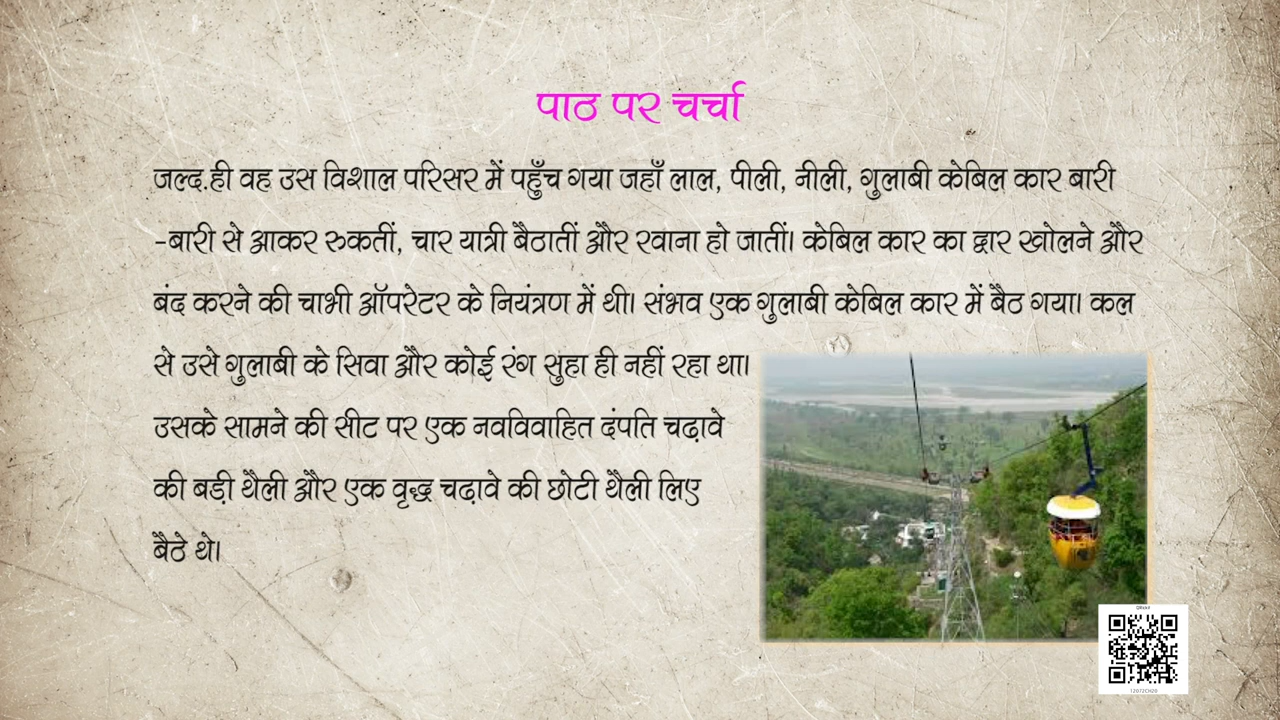 पाठ पर चर्चा
जल्द.ही वह उस विशाल परिसर में पहुँच गया जहाँ लाल, पीली, नीली, गुलाबी केबिल कार बारी
-बारी से आकर रुकतीं, चार यात्री बैठातीं और रवाना हो जातीं। केबिल कार का द्वार खोलने और
बंद करने की चाभी ऑपरेटर के नियंत्रण में थी। संभव एक गुलाबी केबिल कार में बैठ गया। कल
से उसे गुलाबी के सिवा और कोई रंग सुहा ही नहीं रहा था।
उसके सामने की सीट पर एक नवविवाहित दंपति चढ़ावे
की बड़ी थैली और एक वृद्ध चढ़ावे की छोटी थैली लिए
बैठे थे।
12072CH20